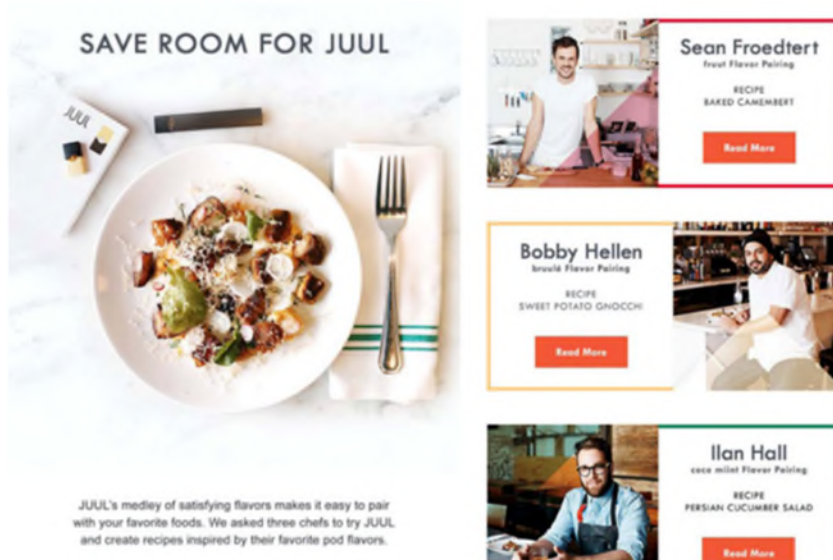 SAVE ROOM FOR JUUL
JUUL
JUUL's medley of satisfying flavors makes it easy to pair
with your favorite foods. We asked three chefs to try JUUL
and create recipes inspired by their favorite pod flavors.
Sean Froedtert
fruut Flavor Pairing
RECIPE
BAKED CAMEMBERT
Read More
Bobby Hellen
bruulé Flavor Pairing
RECIPE
SWEET POTATO GNOCCHI
Read More
Ilan Hall
coco miint Flavor Pairing
RECIPE
PERSIAN CUCUMBER SALAD
Read More